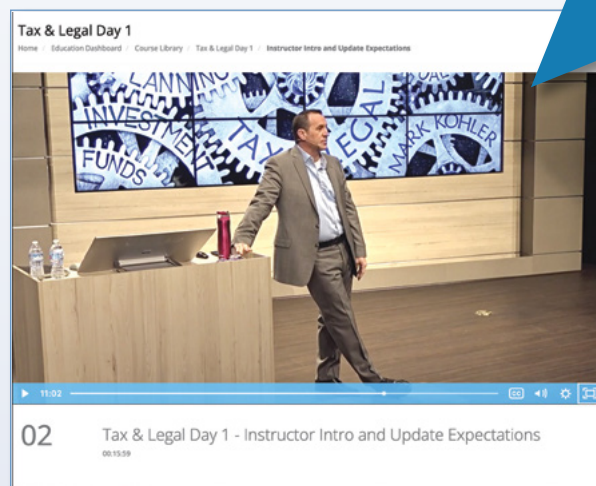 Tax & Legal Day 1
Home / Education Dashboard / Course Library / Tax & Legal Day 1 / Instructor Intro and Update Expectations
PLANNING
INVESTMENT
FUNDS
TAX
LEGAL
MARK KOHLER
11:02
CC
02
Tax & Legal Day 1 - Instructor Intro and Update Expectations
00:15:59